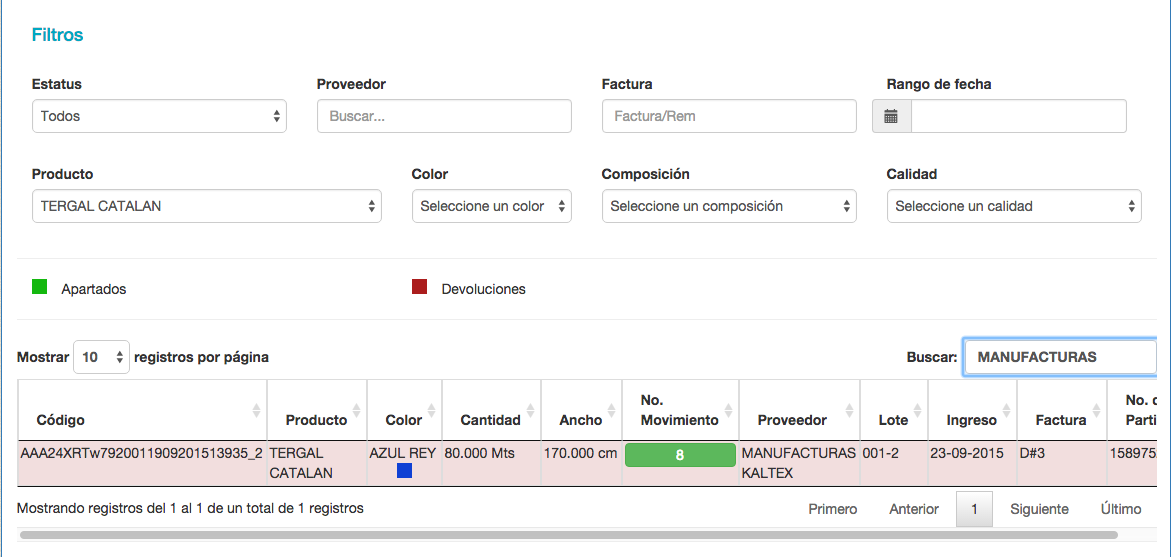 Filtros
Estatus Proveedor Factura Rango de fecha
Todos Buscar... Factura/Rem
Producto Color Composición Calidad
TERGAL CATALAN Seleccione un color Seleccione un composición Seleccione un calidad
Apartados Devoluciones
Mostrar 10 registros por página Buscar: MANUFACTURAS
Código Producto Color Cantidad Ancho No. Movimiento Proveedor Lote Ingreso Factura No. Parti
AAA24XRTw7920011909201513935_2 TERGAL AZUL REY 80.000 Mts 170.000 cm 8 MANUFACTURAS 001-2 23-09-2015 D#3 158975
CATALAN KALTEX
Mostrando registros del 1 al 1 de un total de 1 registros Primero Anterior 1 Siguiente Último